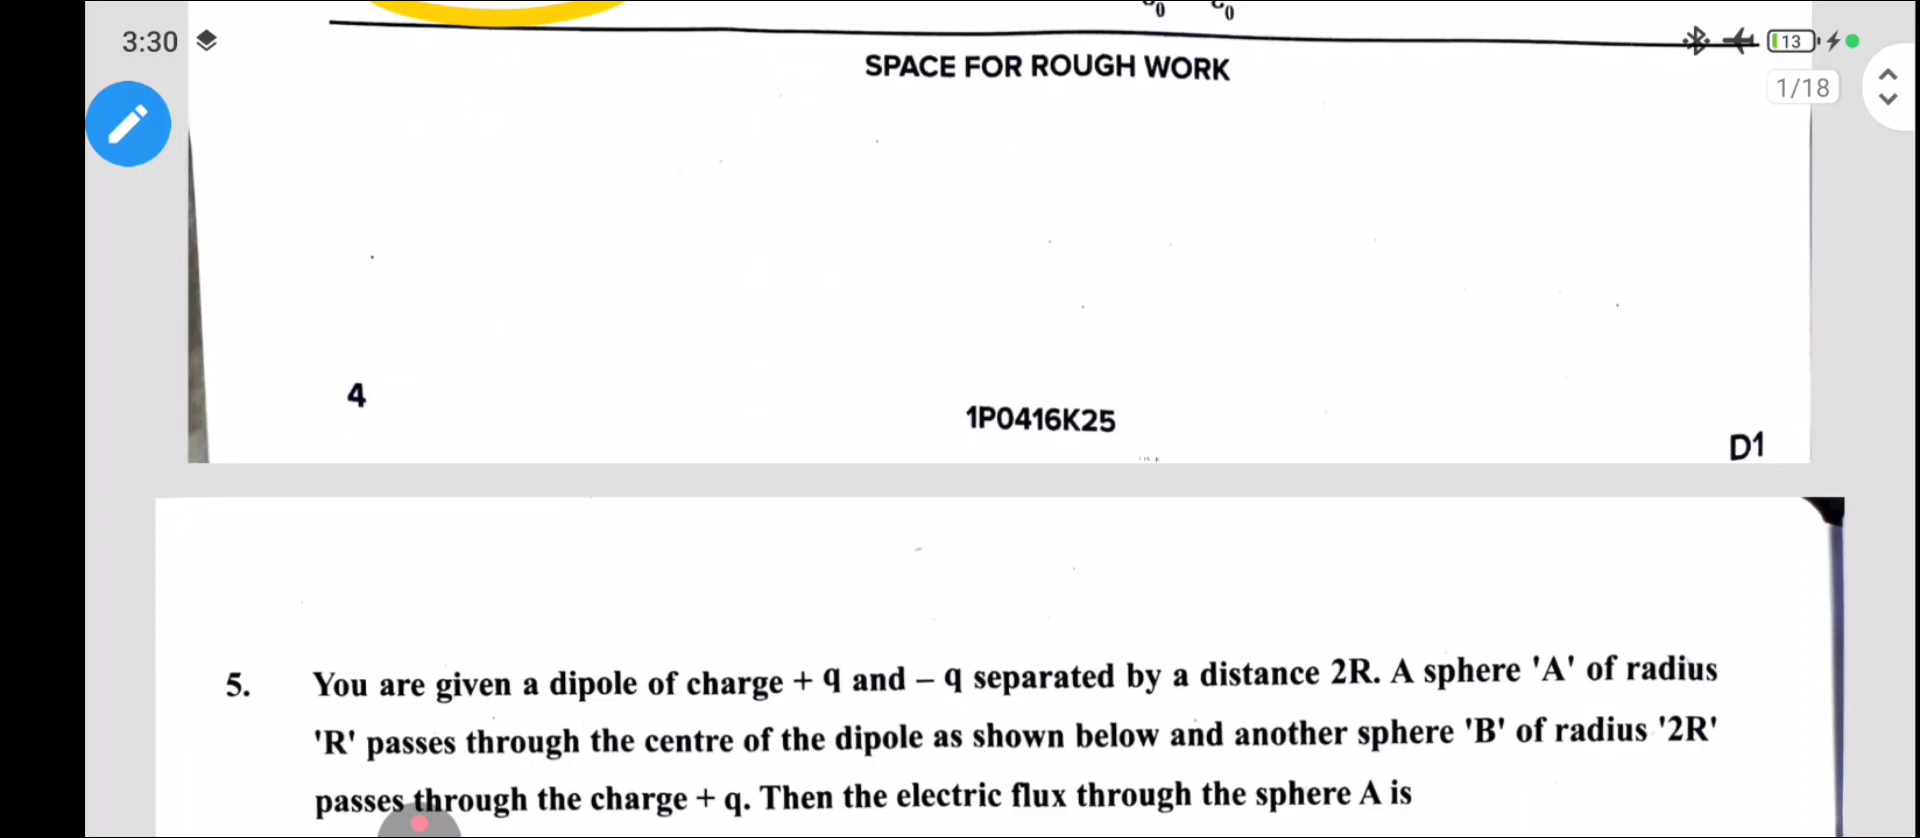 3:30
13
1/18
SPACE FOR ROUGH WORK
4
1P0416K25
D1
5. You are given a dipole of charge + q and – q separated by a distance 2R. A sphere 'A' of radius
'R' passes through the centre of the dipole as shown below and another sphere 'B' of radius '2R'
passes through the charge + q. Then the electric flux through the sphere A is